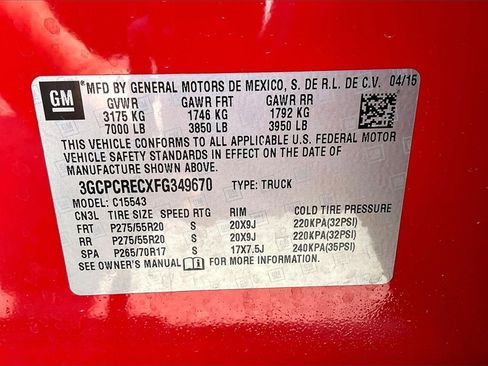 GM
MFD BY GENERAL MOTORS DE MEXICO, S. DE R.L. DE C.V. 04/15
GVWR GAWR FRT GAWR RR
3175 KG 1746 KG 1792 KG
7000 LB 3850 LB 3950 LB
THIS VEHICLE CONFORMS TO ALL APPLICABLE U.S. FEDERAL MOTOR
VEHICLE SAFETY STANDARDS IN EFFECT ON THE DATE OF
MANUFACTURE SHOWN ABOVE.
3GCPCRECXFG349670 TYPE: TRUCK
MODEL: C15543
CN3L TIRE SIZE SPEED RTG RIM COLD TIRE PRESSURE
FRT P275/55R20 S 20X9J 220KPA(32PSI)
RR P275/55R20 S 20X9J 220KPA(32PSI)
SPA P265/70R17 S 17X7.5J 240KPA(35PSI)
SEE OWNER'S MANUAL FOR MORE INFORMATION.